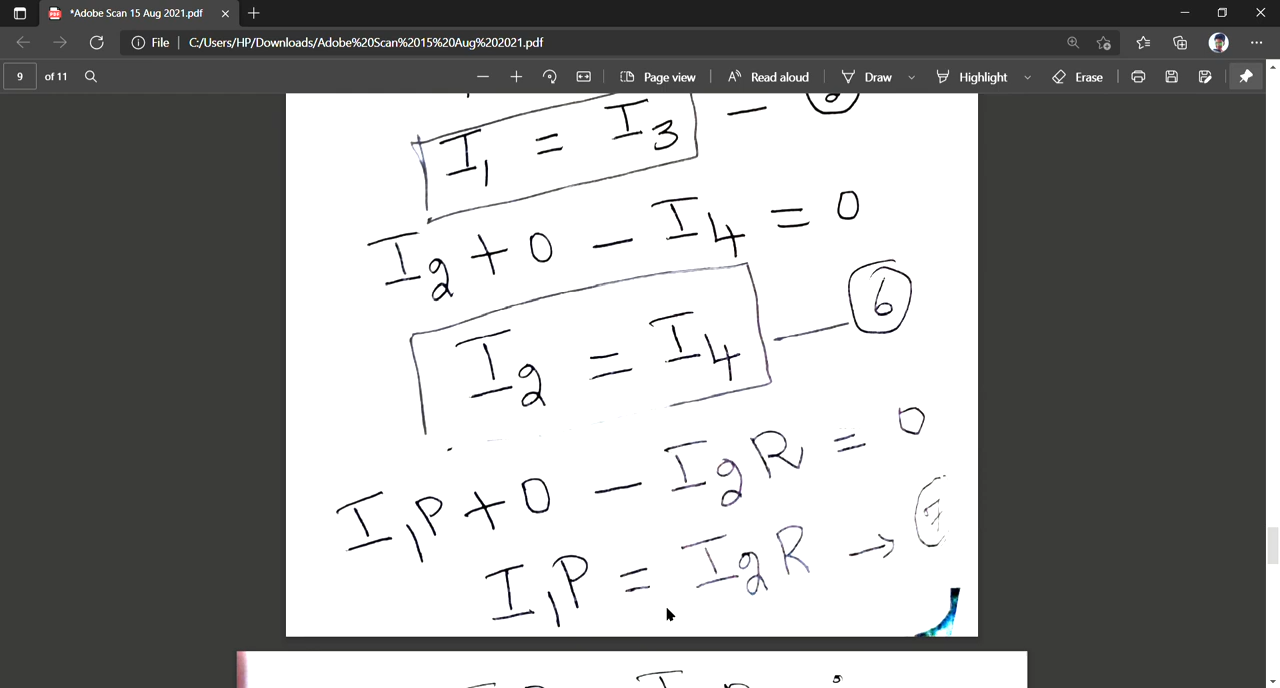 *Adobe Scan 15 Aug 2021.pdf
File | C:/Users/HP/Downloads/Adobe%20Scan%2015%20Aug%202021.pdf
9 of 11 Page view Read aloud Draw Highlight Erase
I₁ = I₃ —
I₂ + 0 − I₄ = 0
I₂ = I₄ — ⑥
I₁P + 0 − I₂R = 0
I₁P = I₂R → ⑦